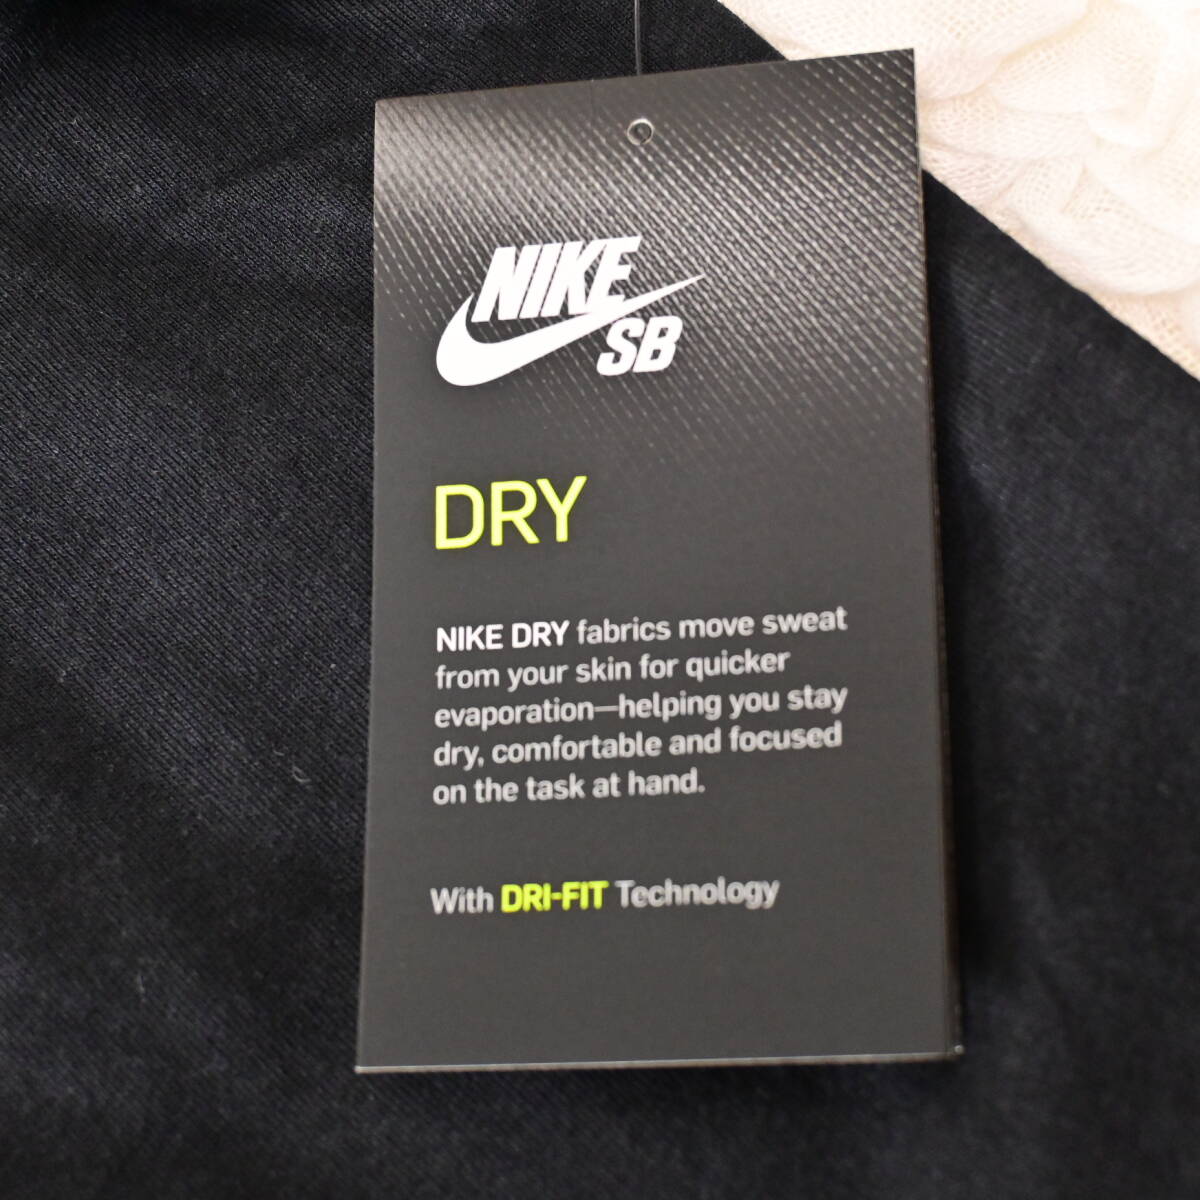 NIKE
SB
DRY
NIKE DRY fabrics move sweat
from your skin for quicker
evaporation—helping you stay
dry, comfortable and focused
on the task at hand.
With DRI-FIT Technology